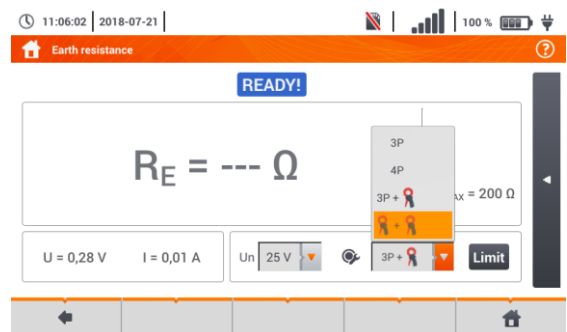 11:06:02 2018-07-21 100 %
Earth resistance ?
READY!
3P
4P
3P +
+
RE = --- Ω
AX = 200 Ω
U = 0,28 V I = 0,01 A Un 25 V 3P + Limit